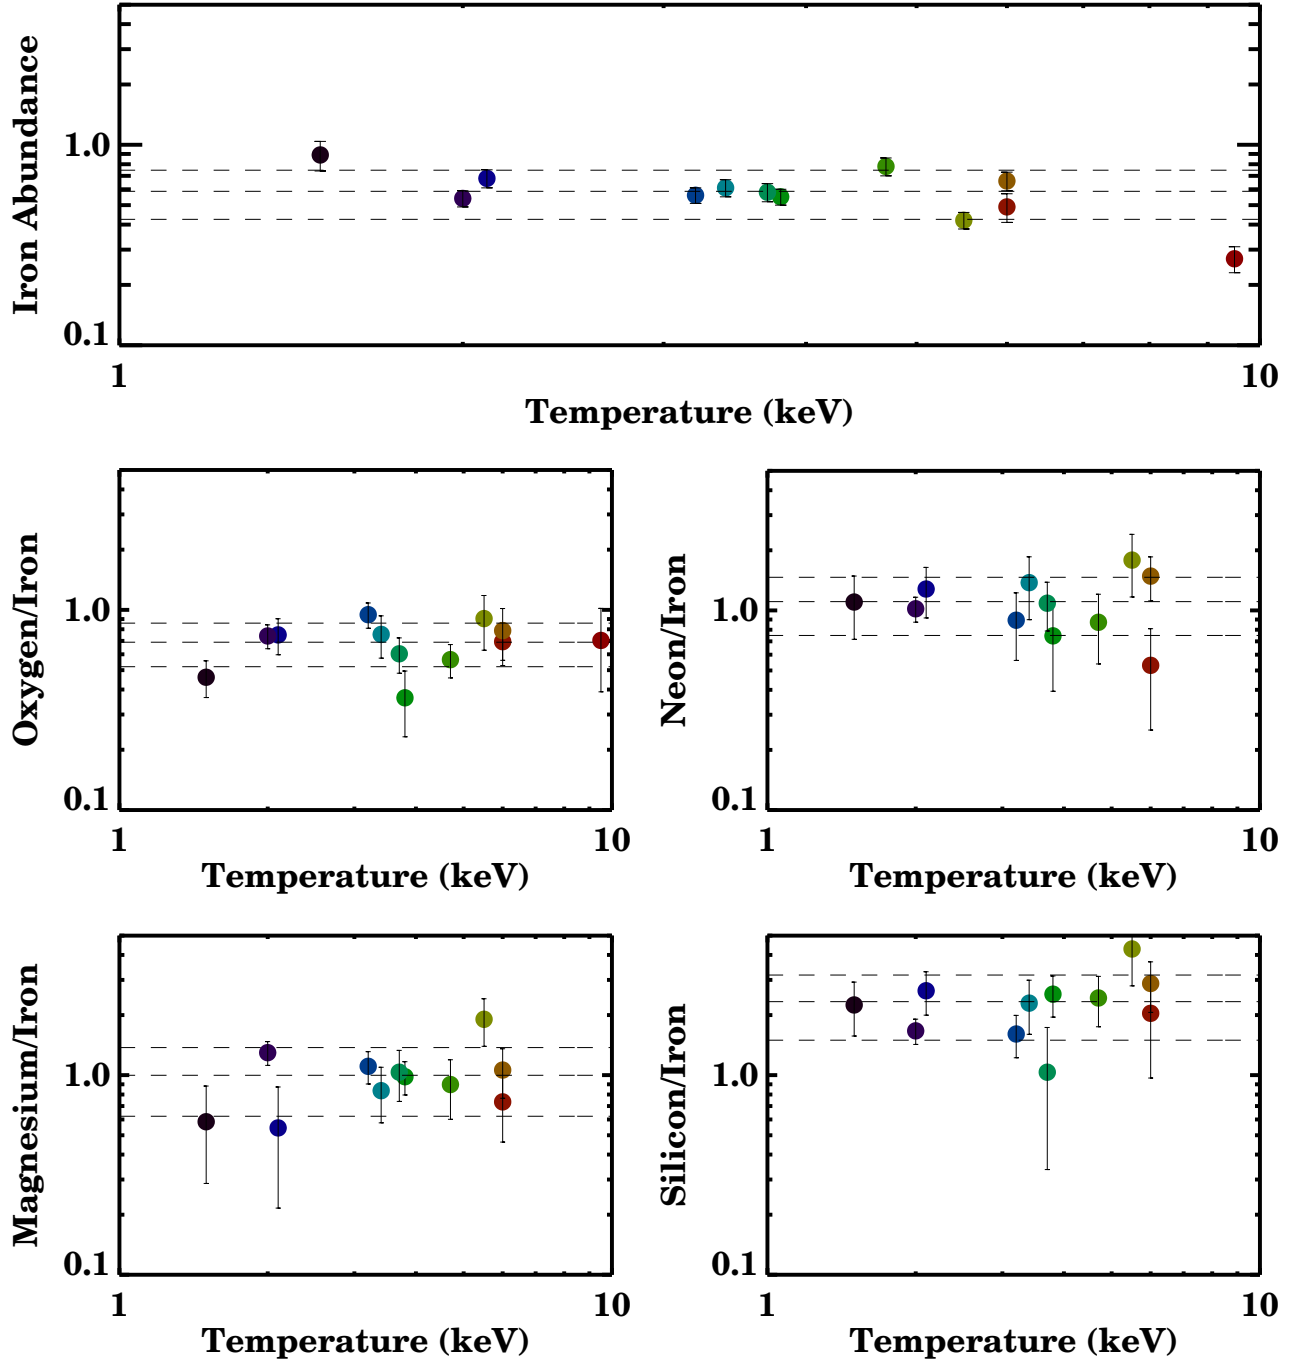 Iron Abundance
1.0
0.1
1
10
Temperature (keV)
Oxygen/Iron
1.0
0.1
1
10
Temperature (keV)
Neon/Iron
1.0
0.1
1
10
Temperature (keV)
Magnesium/Iron
1.0
0.1
1
10
Temperature (keV)
Silicon/Iron
1.0
0.1
1
10
Temperature (keV)